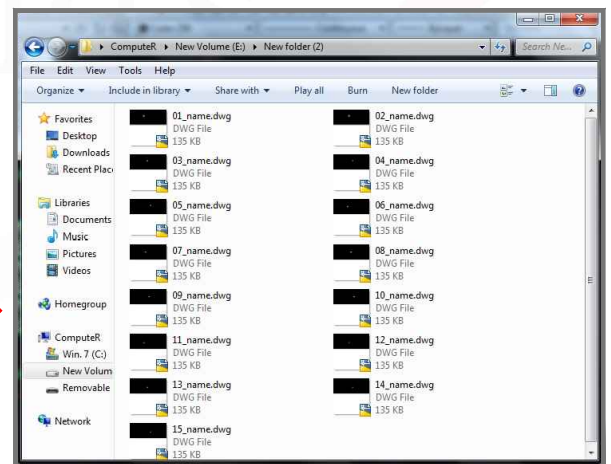 ComputeR ▸ New Volume (E:) ▸ New folder (2)
Search Ne...
File Edit View Tools Help
Organize Include in library Share with Play all Burn New folder
Favorites
Desktop
Downloads
Recent Plac
Libraries
Documents
Music
Pictures
Videos
Homegroup
ComputeR
Win. 7 (C:)
New Volum
Removable
Network
01_name.dwg
DWG File
135 KB
02_name.dwg
DWG File
135 KB
03_name.dwg
DWG File
135 KB
04_name.dwg
DWG File
135 KB
05_name.dwg
DWG File
135 KB
06_name.dwg
DWG File
135 KB
07_name.dwg
DWG File
135 KB
08_name.dwg
DWG File
135 KB
09_name.dwg
DWG File
135 KB
10_name.dwg
DWG File
135 KB
11_name.dwg
DWG File
135 KB
12_name.dwg
DWG File
135 KB
13_name.dwg
DWG File
135 KB
14_name.dwg
DWG File
135 KB
15_name.dwg
DWG File
135 KB